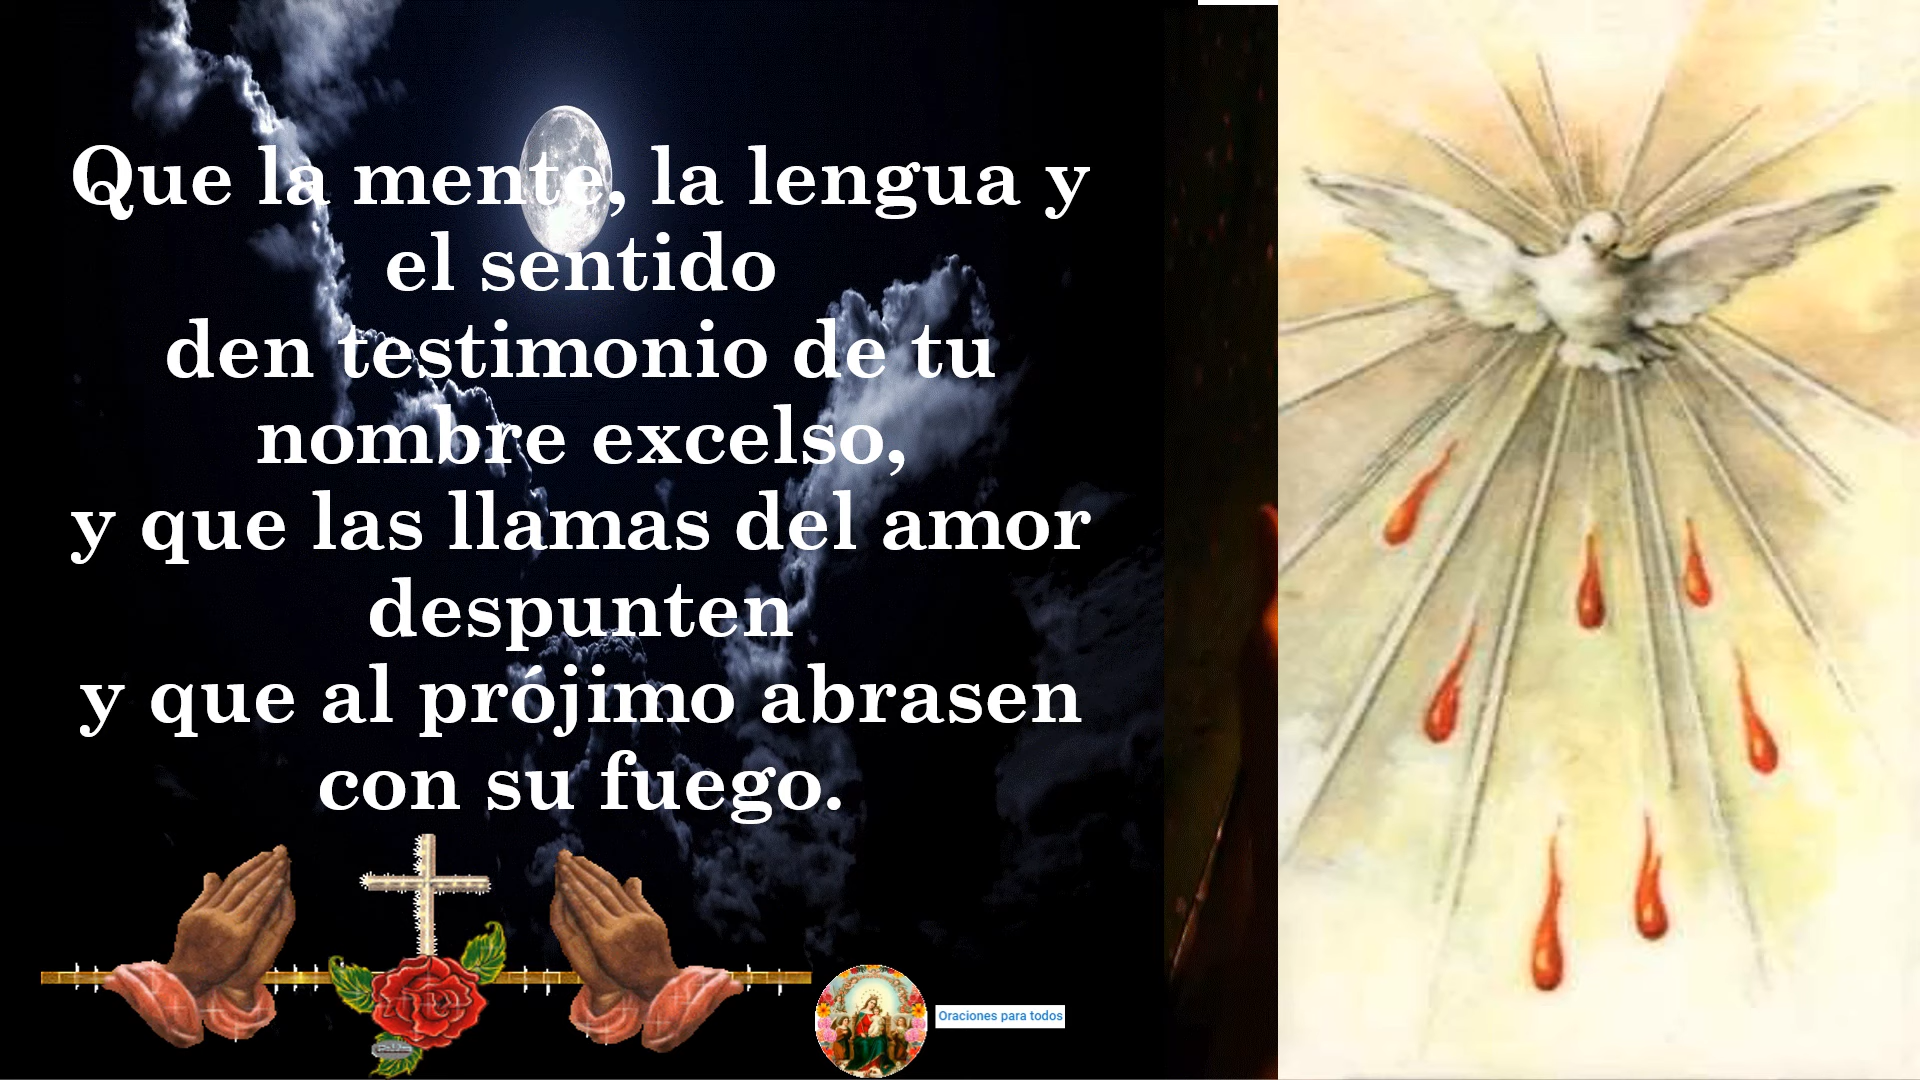 Que la mente, la lengua y
el sentido
den testimonio de tu
nombre excelso,
y que las llamas del amor
despunten
y que al prójimo abrasen
con su fuego.
Oraciones para todos